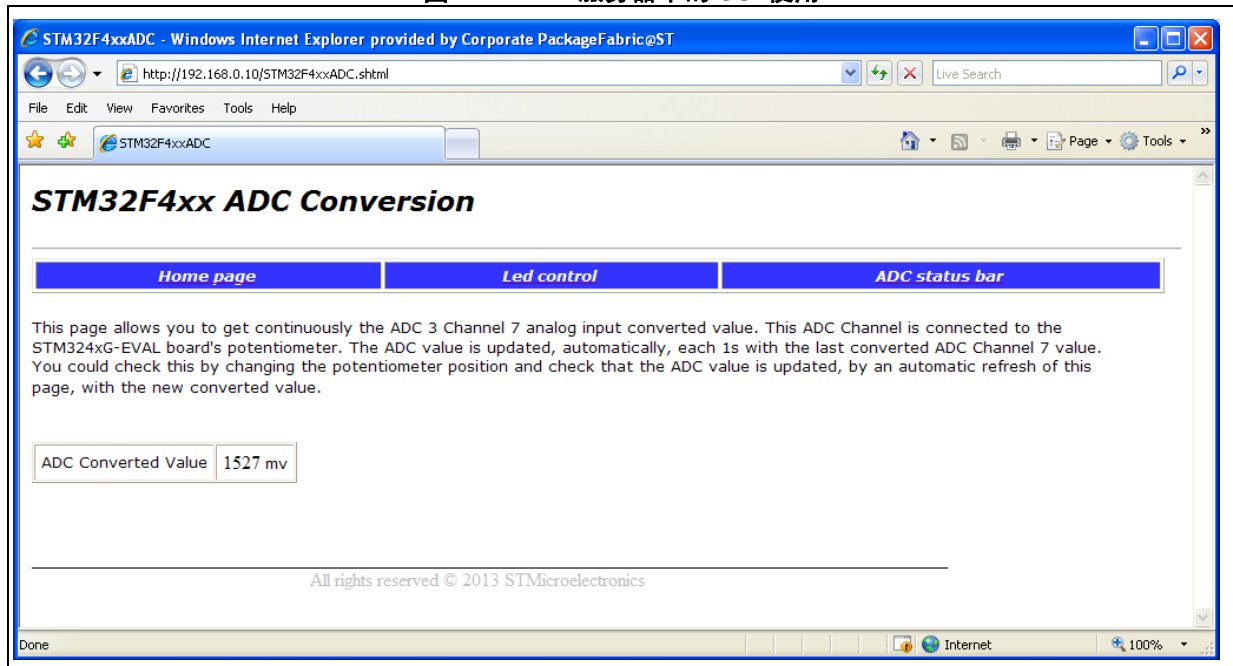 STM32F4xxADC - Windows Internet Explorer provided by Corporate PackageFabric@ST
http://192.168.0.10/STM32F4xxADC.shtml
Live Search
File Edit View Favorites Tools Help
STM32F4xxADC
Page
Tools
STM32F4xx ADC Conversion
Home page
Led control
ADC status bar
This page allows you to get continuously the ADC 3 Channel 7 analog input converted value. This ADC Channel is connected to the
STM324xG-EVAL board's potentiometer. The ADC value is updated, automatically, each 1s with the last converted ADC Channel 7 value.
You could check this by changing the potentiometer position and check that the ADC value is updated, by an automatic refresh of this
page, with the new converted value.
ADC Converted Value 1527 mv
All rights reserved © 2013 STMicroelectronics
Done
Internet
100%